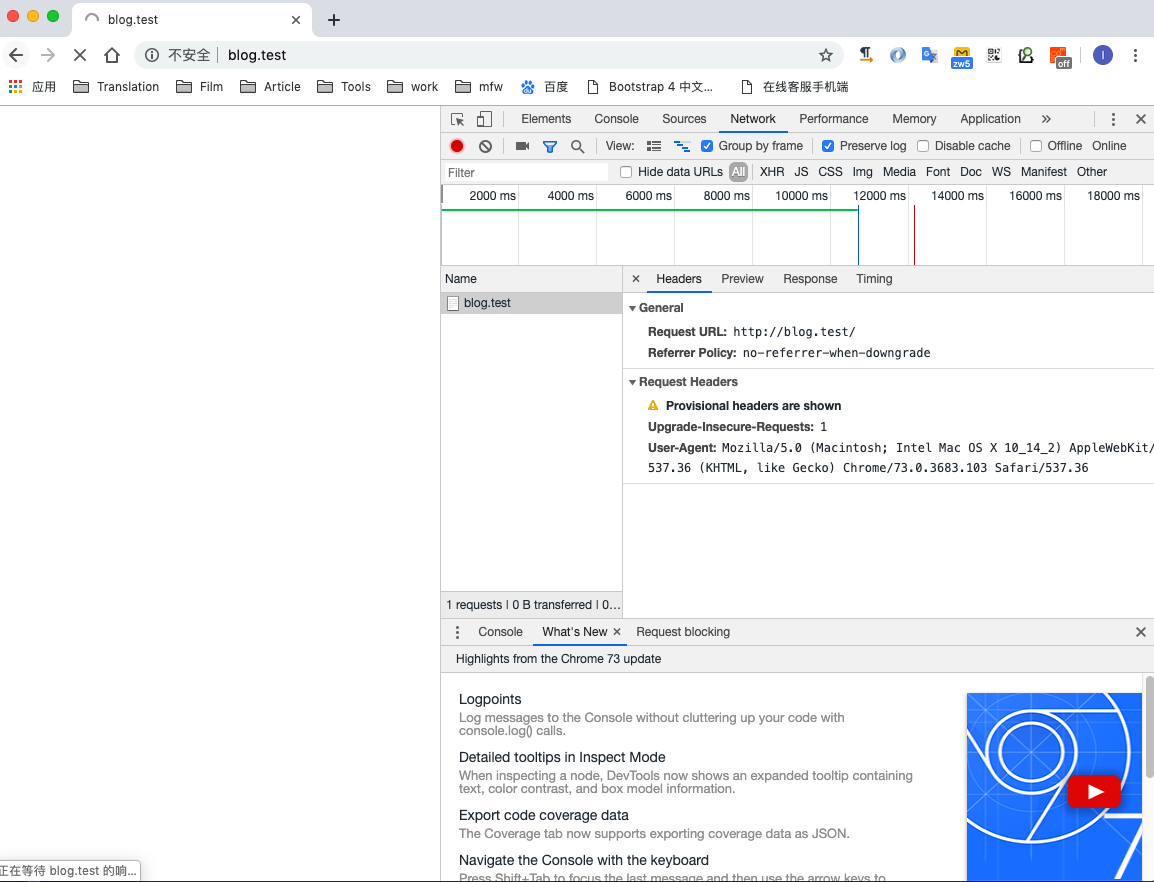 blog.test
不安全 blog.test
zw5 off I
应用 Translation Film Article Tools work mfw 百度 Bootstrap 4 中文... 在线客服手机端
Elements Console Sources Network Performance Memory Application »
View: Group by frame Preserve log Disable cache Offline Online
Filter Hide data URLs All XHR JS CSS Img Media Font Doc WS Manifest Other
2000 ms 4000 ms 6000 ms 8000 ms 10000 ms 12000 ms 14000 ms 16000 ms 18000 ms
Name Headers Preview Response Timing
blog.test
General
Request URL: http://blog.test/
Referrer Policy: no-referrer-when-downgrade
Request Headers
Provisional headers are shown
Upgrade-Insecure-Requests: 1
User-Agent: Mozilla/5.0 (Macintosh; Intel Mac OS X 10_14_2) AppleWebKit/
537.36 (KHTML, like Gecko) Chrome/73.0.3683.103 Safari/537.36
1 requests | 0 B transferred | 0...
Console What's New Request blocking
Highlights from the Chrome 73 update
Logpoints
Log messages to the Console without cluttering up your code with
console.log() calls.
Detailed tooltips in Inspect Mode
When inspecting a node, DevTools now shows an expanded tooltip containing
text, color contrast, and box model information.
Export code coverage data
The Coverage tab now supports exporting coverage data as JSON.
Navigate the Console with the keyboard
Press Shift+Tab to focus the last message and then use the arrow keys to
正在等待 blog.test 的响...